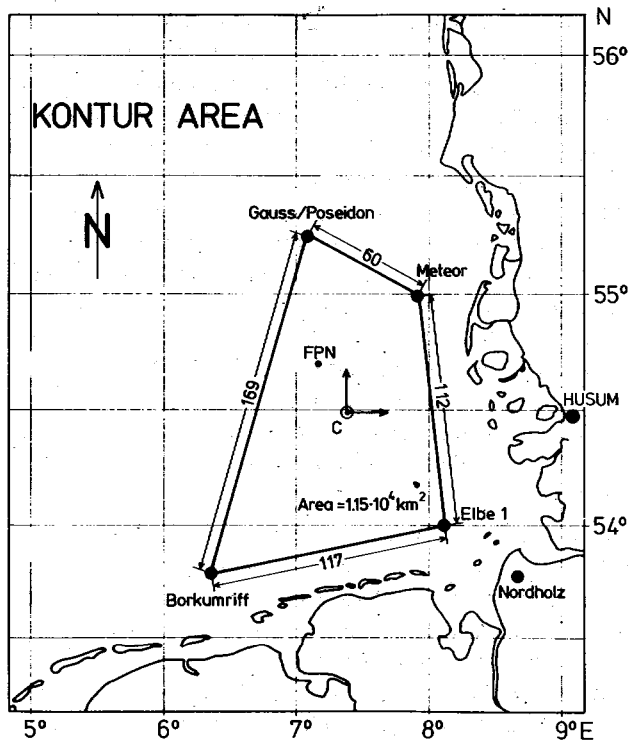 N
56°
KONTUR AREA
N
Gauss/Poseidon
60
Meteor
55°
FPN
169
112
HUSUM
C
Area = 1.15·10⁴ km²
Elbe 1
54°
117
Borkumriff
Nordholz
5°
6°
7°
8°
9°E